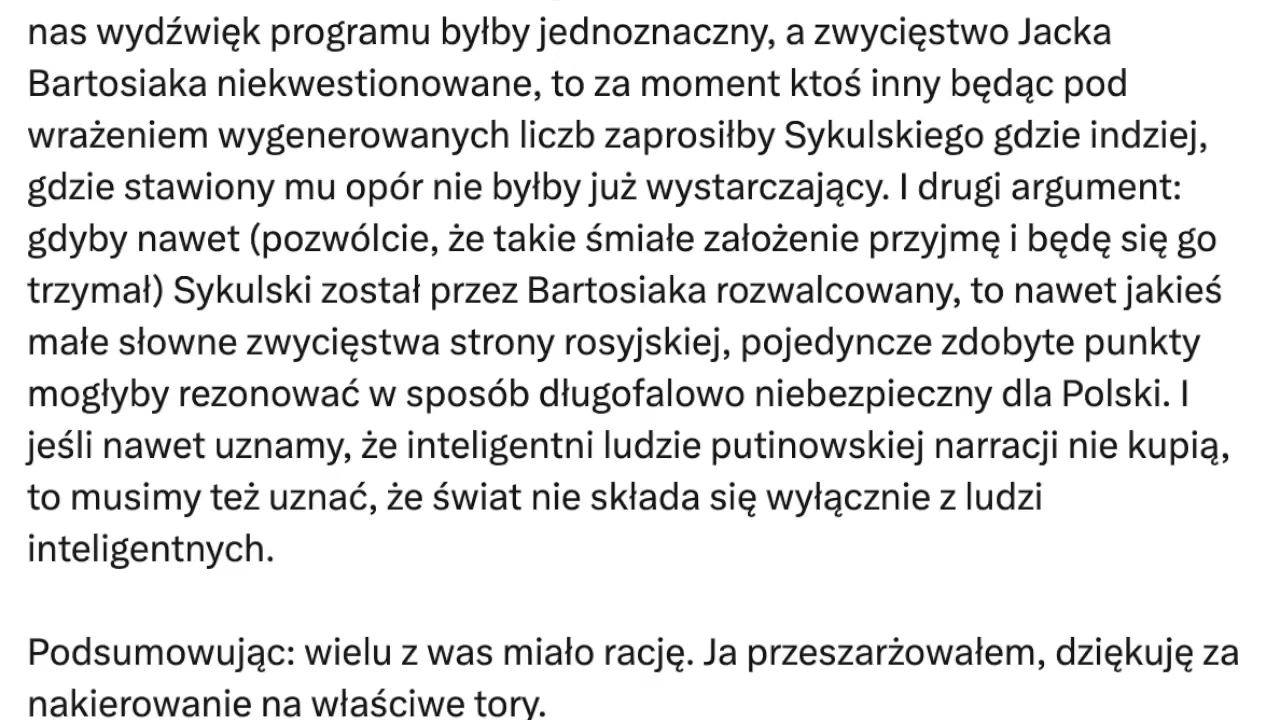 nas wydźwięk programu byłby jednoznaczny, a zwycięstwo Jacka
Bartosiaka niekwestionowane, to za moment ktoś inny będąc pod
wrażeniem wygenerowanych liczb zaprosiłby Sykulskiego gdzie indziej,
gdzie stawiony mu opór nie byłby już wystarczający. I drugi argument:
gdyby nawet (pozwólcie, że takie śmiałe założenie przyjmę i będę się go
trzymał) Sykulski został przez Bartosiaka rozwalcowany, to nawet jakieś
małe słowne zwycięstwa strony rosyjskiej, pojedyncze zdobyte punkty
mogłyby rezonować w sposób długofalowo niebezpieczny dla Polski. I
jeśli nawet uznamy, że inteligentni ludzie putinowskiej narracji nie kupią,
to musimy też uznać, że świat nie składa się wyłącznie z ludzi
inteligentnych.
Podsumowując: wielu z was miało rację. Ja przeszarżowałem, dziękuję za
nakierowanie na właściwe tory.